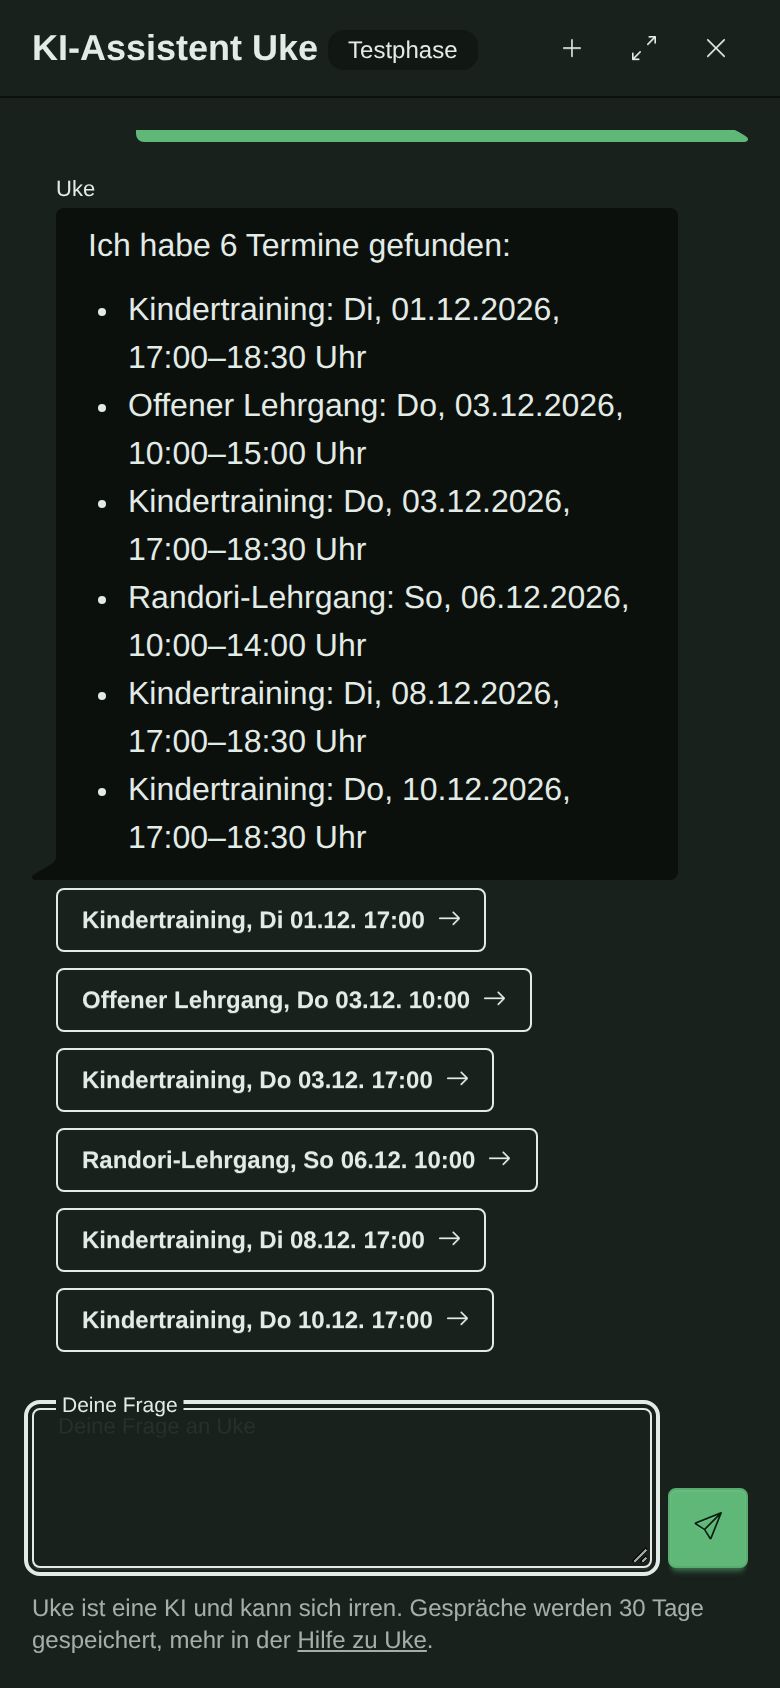 KI-Assistent Uke Testphase
Uke
Ich habe 6 Termine gefunden:
• Kindertraining: Di, 01.12.2026,
17:00–18:30 Uhr
• Offener Lehrgang: Do, 03.12.2026,
10:00–15:00 Uhr
• Kindertraining: Do, 03.12.2026,
17:00–18:30 Uhr
• Randori-Lehrgang: So, 06.12.2026,
10:00–14:00 Uhr
• Kindertraining: Di, 08.12.2026,
17:00–18:30 Uhr
• Kindertraining: Do, 10.12.2026,
17:00–18:30 Uhr
Kindertraining, Di 01.12. 17:00 →
Offener Lehrgang, Do 03.12. 10:00 →
Kindertraining, Do 03.12. 17:00 →
Randori-Lehrgang, So 06.12. 10:00 →
Kindertraining, Di 08.12. 17:00 →
Kindertraining, Do 10.12. 17:00 →
Deine Frage
Deine Frage an Uke
Uke ist eine KI und kann sich irren. Gespräche werden 30 Tage
gespeichert, mehr in der Hilfe zu Uke.